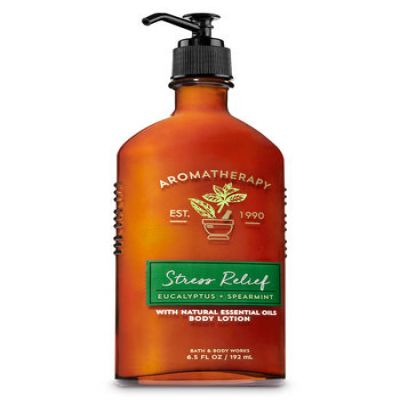 AROMATHERAPY
EST. 1990
Stress Relief
EUCALYPTUS + SPEARMINT
WITH NATURAL ESSENTIAL OILS
BODY LOTION
BATH & BODY WORKS
6.5 FL OZ / 192 mL